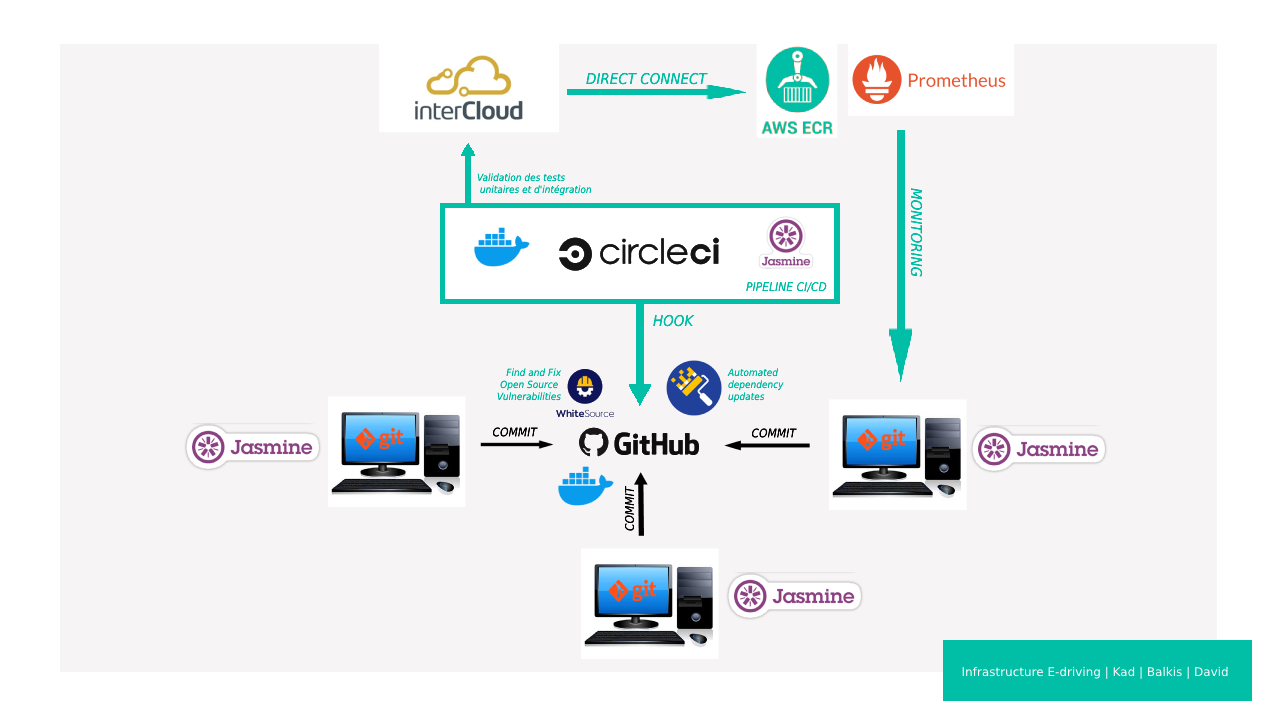 interCloud
DIRECT CONNECT
AWS ECR
Prometheus
Validation des tests
unitaires et d'intégration
MONITORING
circleci
Jasmine
PIPELINE CI/CD
HOOK
Find and Fix
Open Source
Vulnerabilities
WhiteSource
Automated
dependency
updates
Jasmine
git
COMMIT
GitHub
COMMIT
git
Jasmine
COMMIT
git
Jasmine
Infrastructure E-driving | Kad | Balkis | David